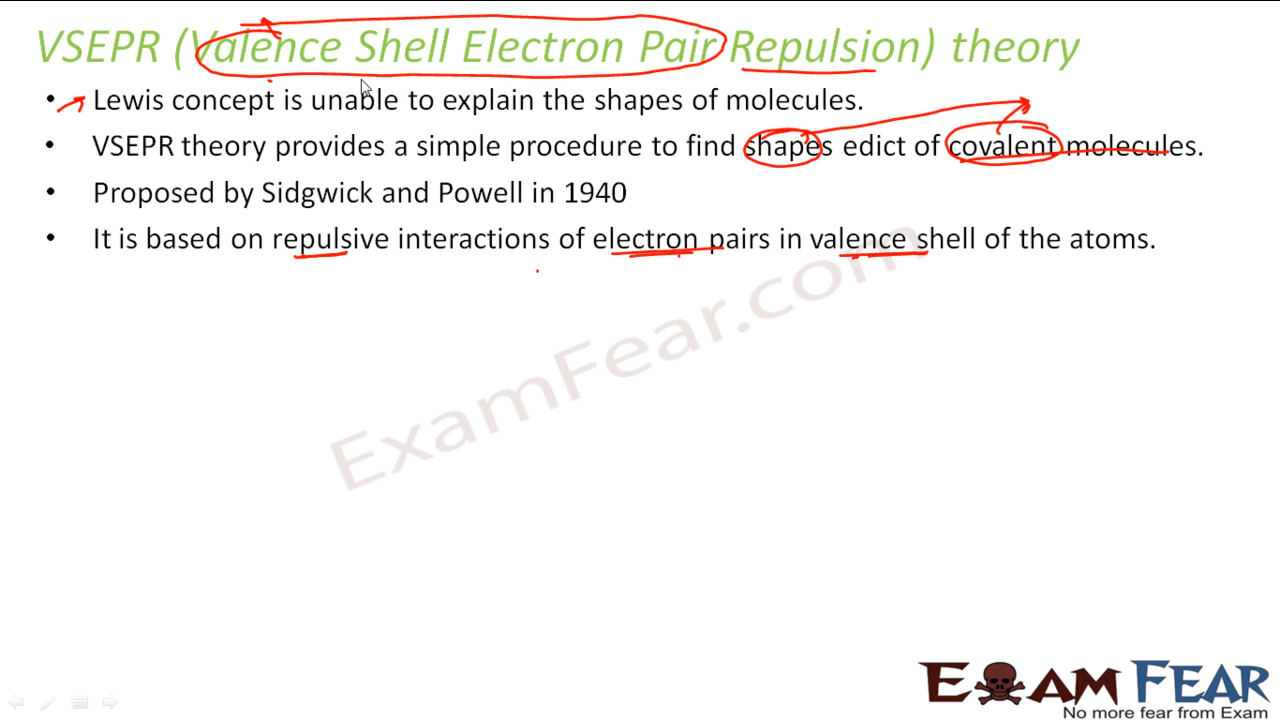 VSEPR (Valence Shell Electron Pair Repulsion) theory
• Lewis concept is unable to explain the shapes of molecules.
• VSEPR theory provides a simple procedure to find shapes edict of covalent molecules.
• Proposed by Sidgwick and Powell in 1940
• It is based on repulsive interactions of electron pairs in valence shell of the atoms.
ExamFear.com
EXAM FEAR
No more fear from Exam